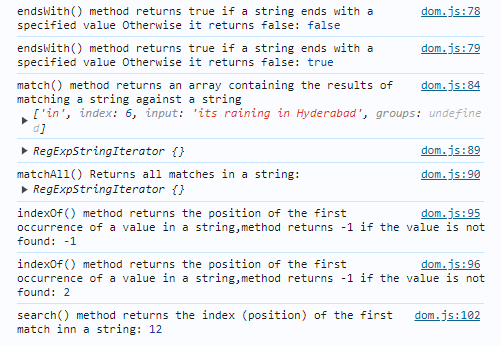 endsWith() method returns true if a string ends with a dom.js:78
specified value Otherwise it returns false: false
endsWith() method returns true if a string ends with a dom.js:79
specified value Otherwise it returns false: true
match() method returns an array containing the results of dom.js:84
matching a string against a string
['in', index: 6, input: 'its raining in Hyderabad', groups: undefine
d]
RegExpStringIterator {} dom.js:89
matchAll() Returns all matches in a string: dom.js:90
RegExpStringIterator {}
indexOf() method returns the position of the first dom.js:95
occurrence of a value in a string,method returns -1 if the value is not
found: -1
indexOf() method returns the position of the first dom.js:96
occurrence of a value in a string,method returns -1 if the value is not
found: 2
search() method returns the index (position) of the first dom.js:102
match inn a string: 12